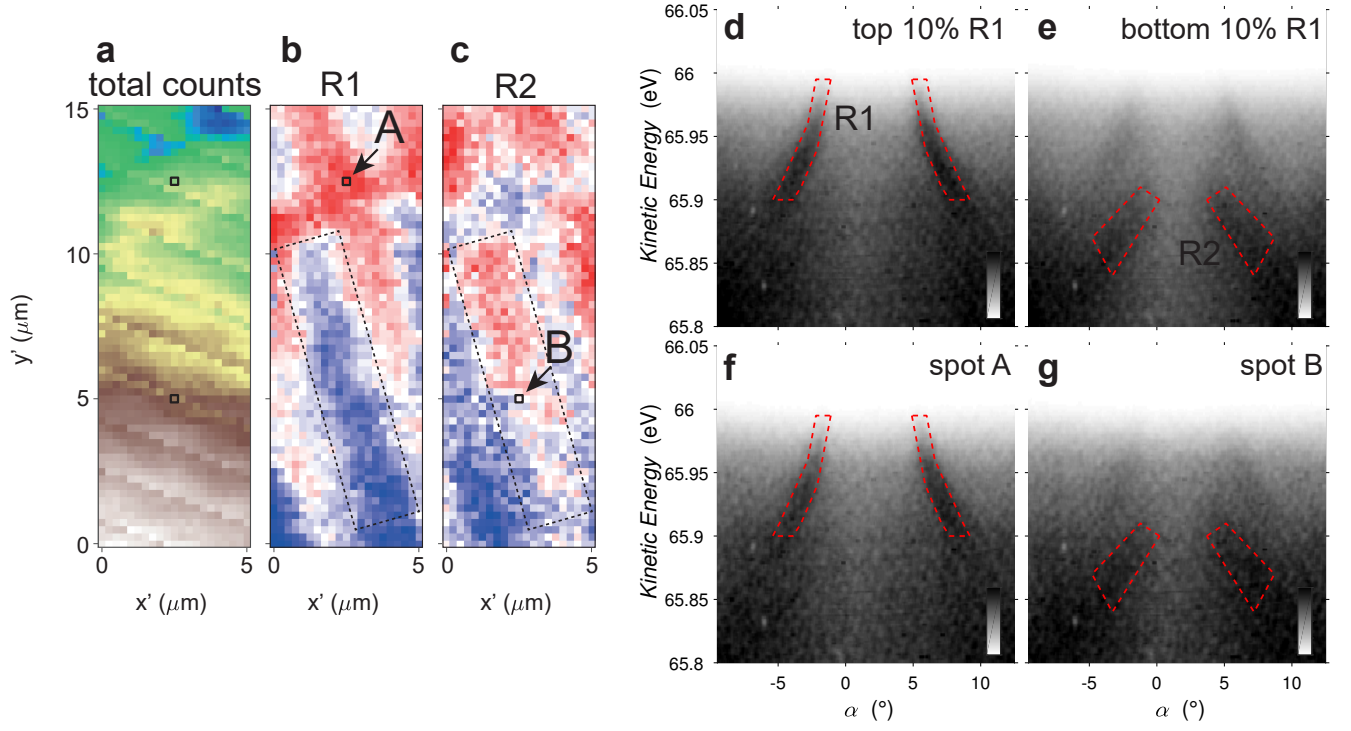 a
total counts
b
R1
c
R2
A
B
15
10
5
0
y' (μm)
0
5
x' (μm)
0
5
x' (μm)
0
5
x' (μm)
d
top 10% R1
R1
66.05
66
65.95
65.9
65.85
65.8
Kinetic Energy (eV)
e
bottom 10% R1
R2
f
spot A
66.05
66
65.95
65.9
65.85
65.8
Kinetic Energy (eV)
-5
0
5
10
α (°)
g
spot B
-5
0
5
10
α (°)